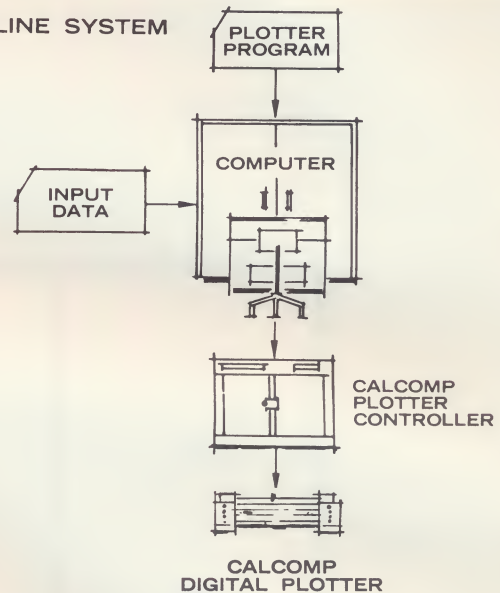 LINE SYSTEM
PLOTTER
PROGRAM
COMPUTER
INPUT
DATA
CALCOMP
PLOTTER
CONTROLLER
CALCOMP
DIGITAL PLOTTER